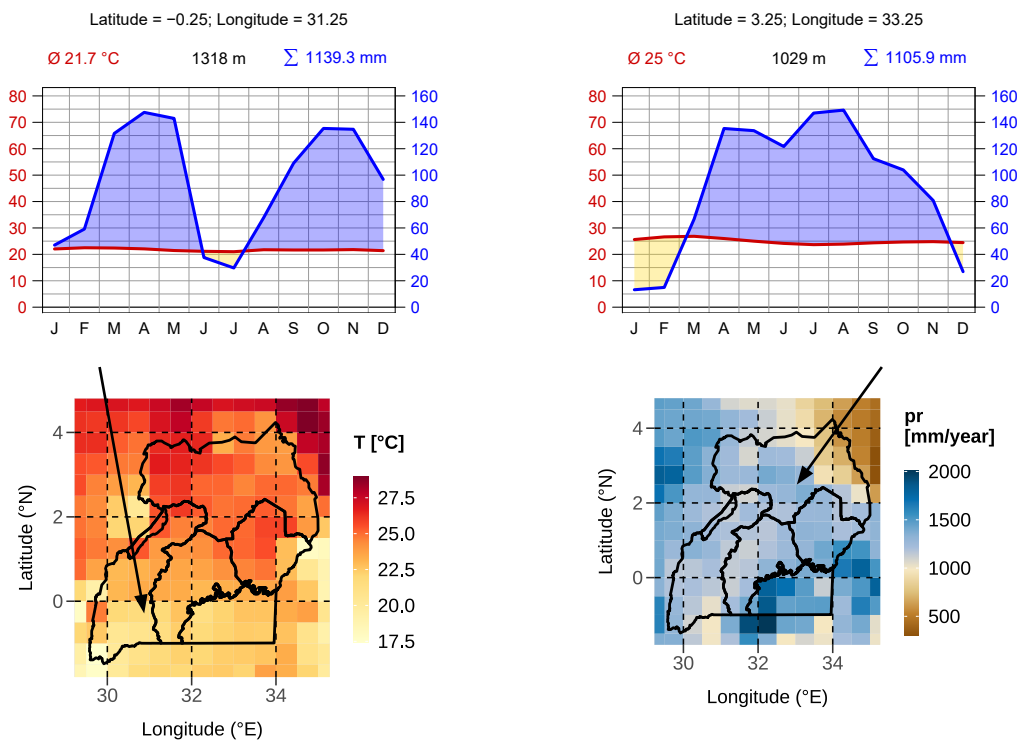 Latitude = −0.25; Longitude = 31.25
Ø 21.7 °C 1318 m ∑ 1139.3 mm
80 160
70 140
60 120
50 100
40 80
30 60
20 40
10 20
0 0
J F M A M J J A S O N D
Latitude = 3.25; Longitude = 33.25
Ø 25 °C 1029 m ∑ 1105.9 mm
80 160
70 140
60 120
50 100
40 80
30 60
20 40
10 20
0 0
J F M A M J J A S O N D
Latitude (°N)
4
2
0
30 32 34
Longitude (°E)
T [°C]
27.5
25.0
22.5
20.0
17.5
Latitude (°N)
4
2
0
30 32 34
Longitude (°E)
pr
[mm/year]
2000
1500
1000
500